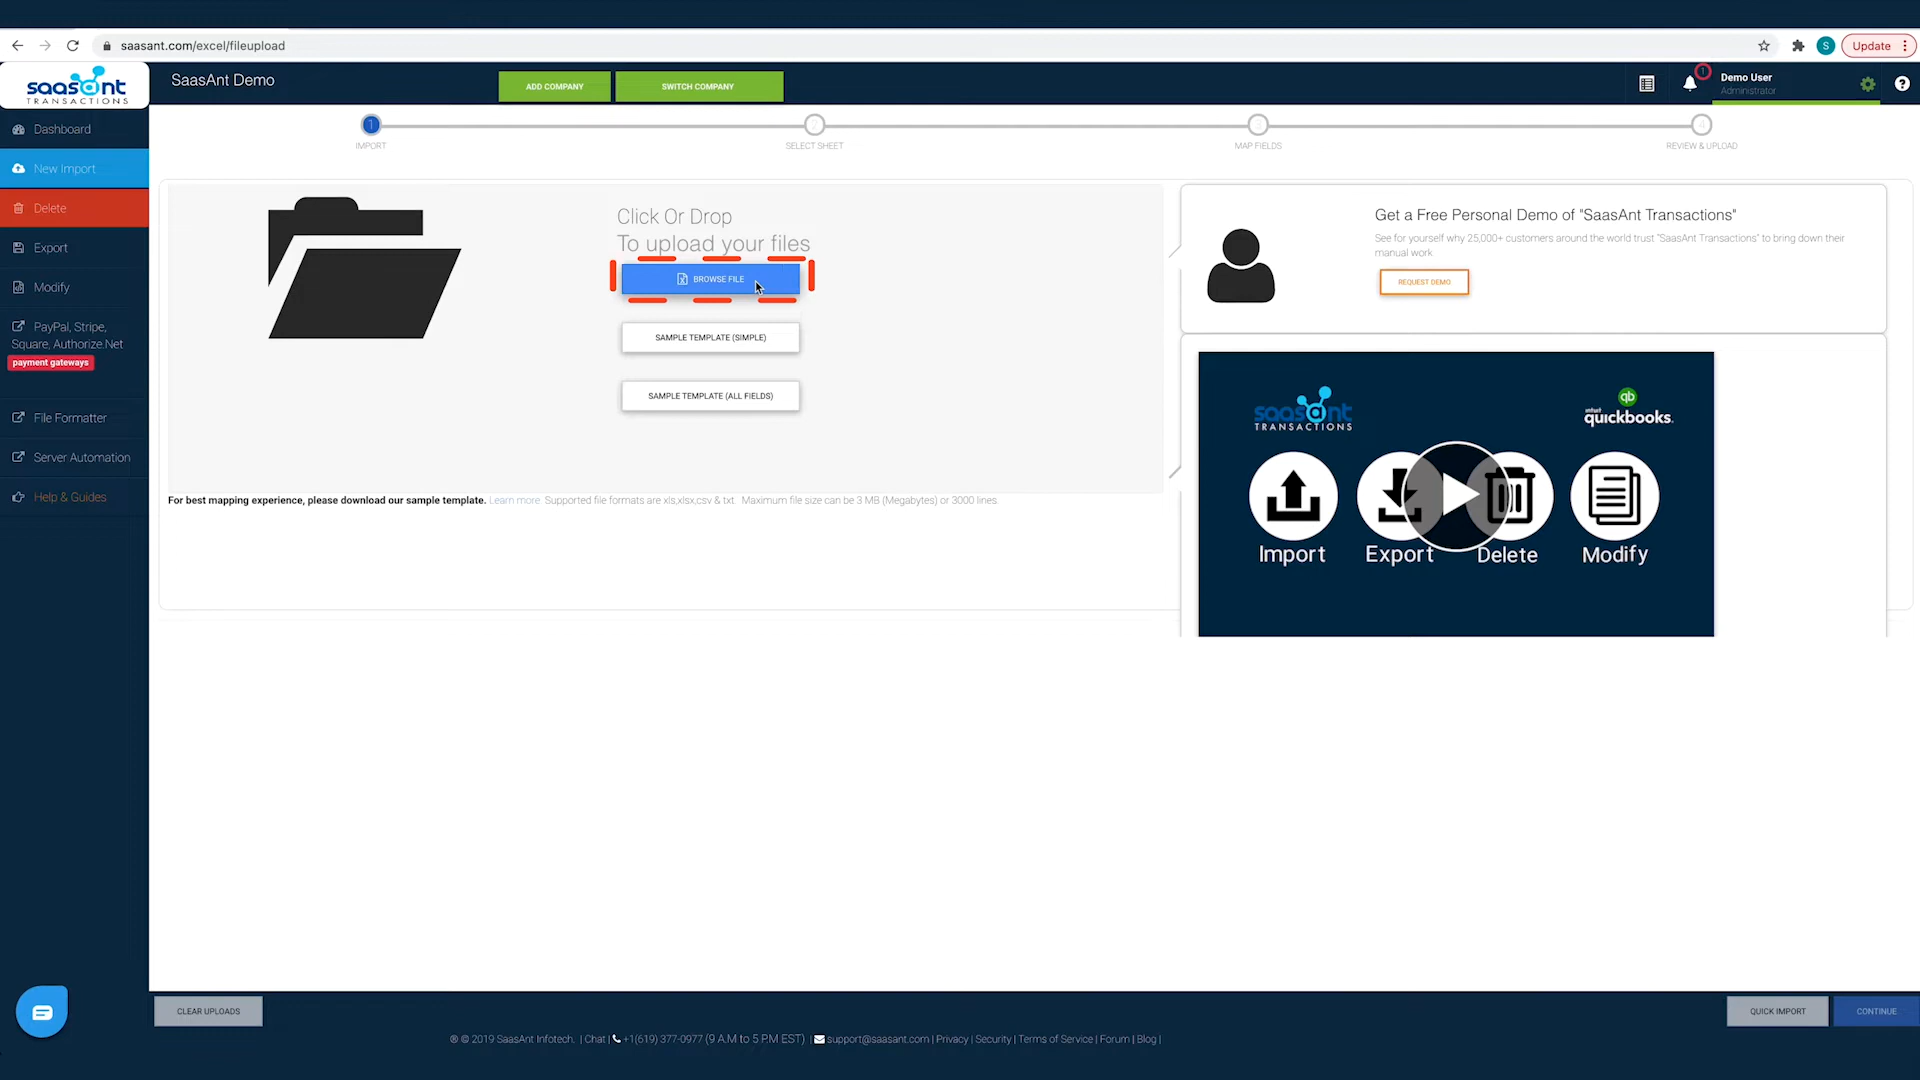 saasant.com/excel/fileupload
S
Update
saasant
TRANSACTIONS
SaasAnt Demo
ADD COMPANY
SWITCH COMPANY
1
Demo User
Administrator
Dashboard
New Import
Delete
Export
Modify
PayPal, Stripe,
Square, Authorize.Net
payment gateways
File Formatter
Server Automation
Help & Guides
1
2
3
4
IMPORT
SELECT SHEET
MAP FIELDS
REVIEW & UPLOAD
Click Or Drop
To upload your files
BROWSE FILE
SAMPLE TEMPLATE (SIMPLE)
SAMPLE TEMPLATE (ALL FIELDS)
For best mapping experience, please download our sample template. Learn more. Supported file formats are xls,xlsx,csv & txt. Maximum file size can be 3 MB (Megabytes) or 3000 lines
Get a Free Personal Demo of "SaasAnt Transactions"
See for yourself why 25,000+ customers around the world trust "SaasAnt Transactions" to bring down their
manual work
REQUEST DEMO
saasant
TRANSACTIONS
qb
intuit
quickbooks.
Import
Export
Delete
Modify
CLEAR UPLOADS
QUICK IMPORT
CONTINUE
® © 2019 SaasAnt Infotech. | Chat | +1(619) 377-0977 (9 A.M to 5 P.M EST) | support@saasant.com | Privacy | Security | Terms of Service | Forum | Blog |